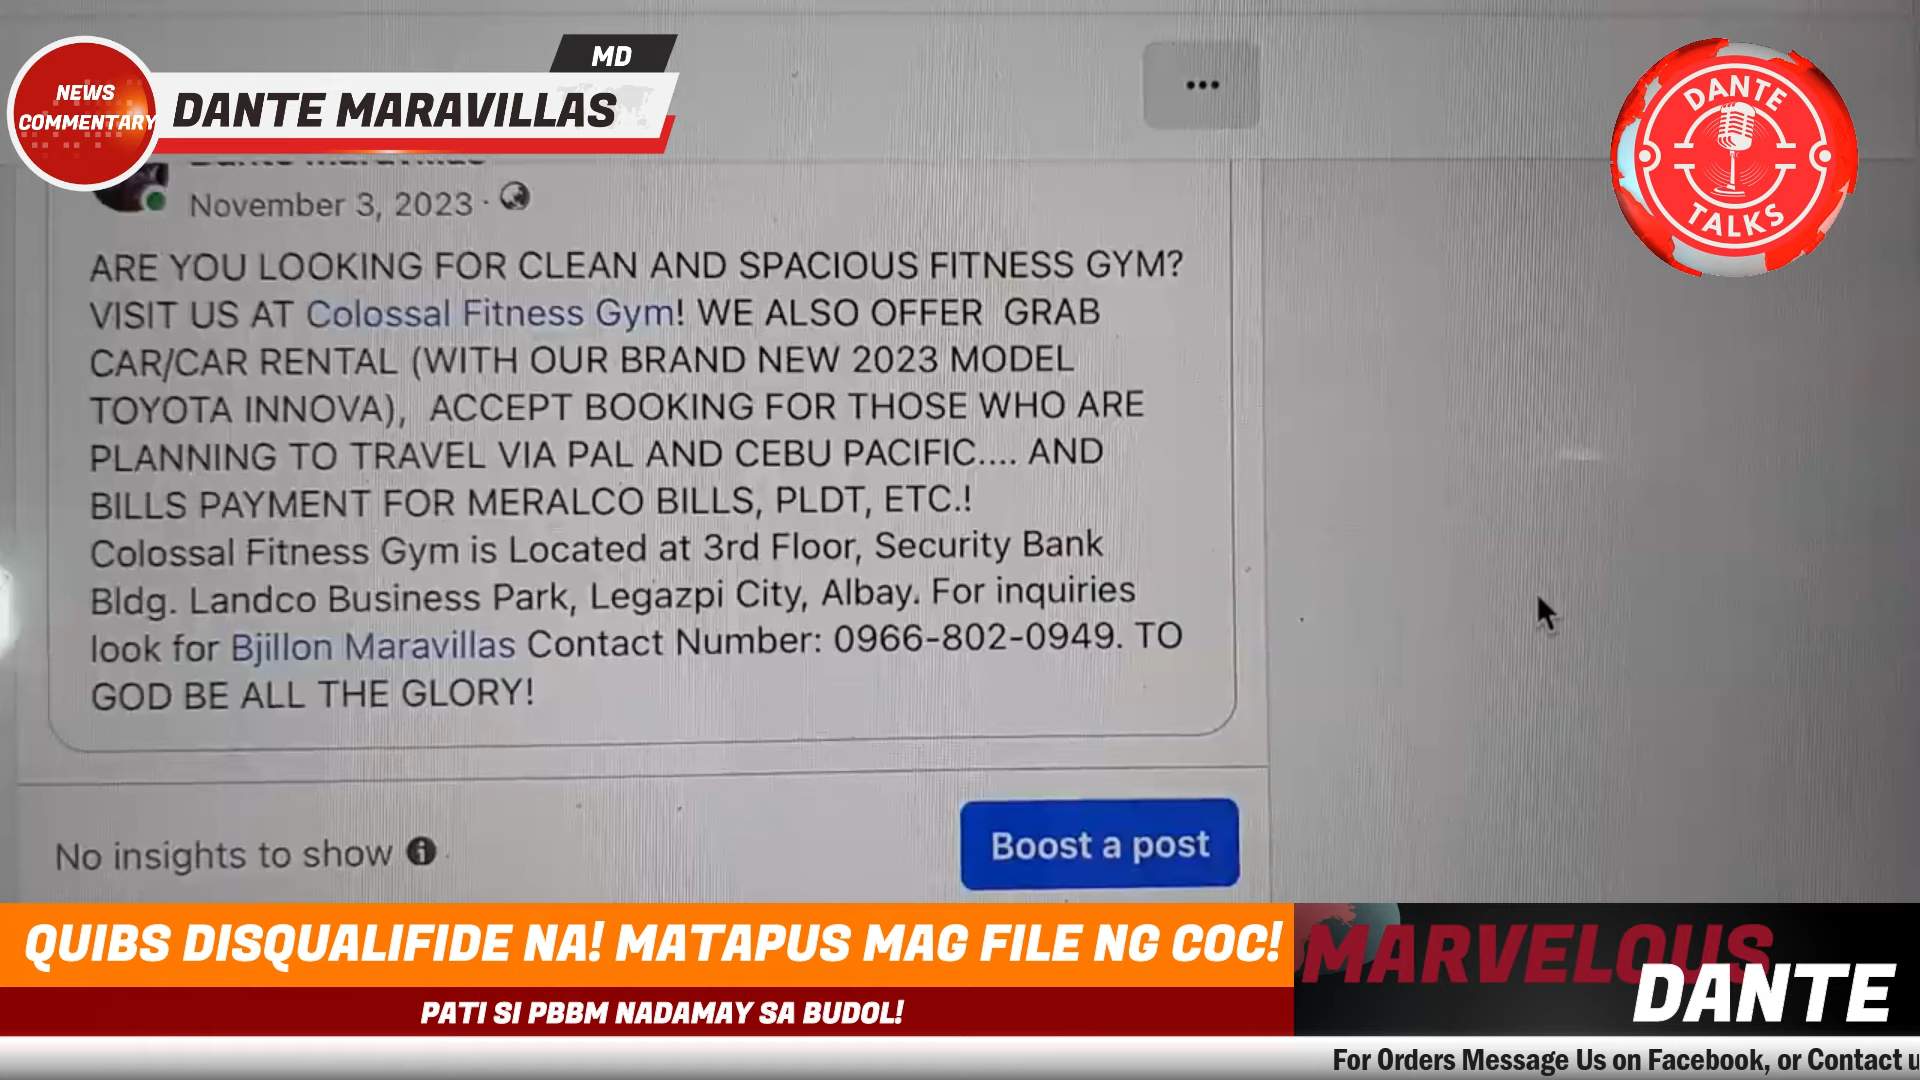 MD
NEWS
COMMENTARY
DANTE MARAVILLAS
DANTE
TALKS
November 3, 2023 ·
ARE YOU LOOKING FOR CLEAN AND SPACIOUS FITNESS GYM?
VISIT US AT Colossal Fitness Gym! WE ALSO OFFER GRAB
CAR/CAR RENTAL (WITH OUR BRAND NEW 2023 MODEL
TOYOTA INNOVA), ACCEPT BOOKING FOR THOSE WHO ARE
PLANNING TO TRAVEL VIA PAL AND CEBU PACIFIC.... AND
BILLS PAYMENT FOR MERALCO BILLS, PLDT, ETC.!
Colossal Fitness Gym is Located at 3rd Floor, Security Bank
Bldg. Landco Business Park, Legazpi City, Albay. For inquiries
look for Bjillon Maravillas Contact Number: 0966-802-0949. TO
GOD BE ALL THE GLORY!
No insights to show
Boost a post
QUIBS DISQUALIFIDE NA! MATAPUS MAG FILE NG COC!
PATI SI PBBM NADAMAY SA BUDOL!
MARVELOUS
DANTE
For Orders Message Us on Facebook, or Contact u